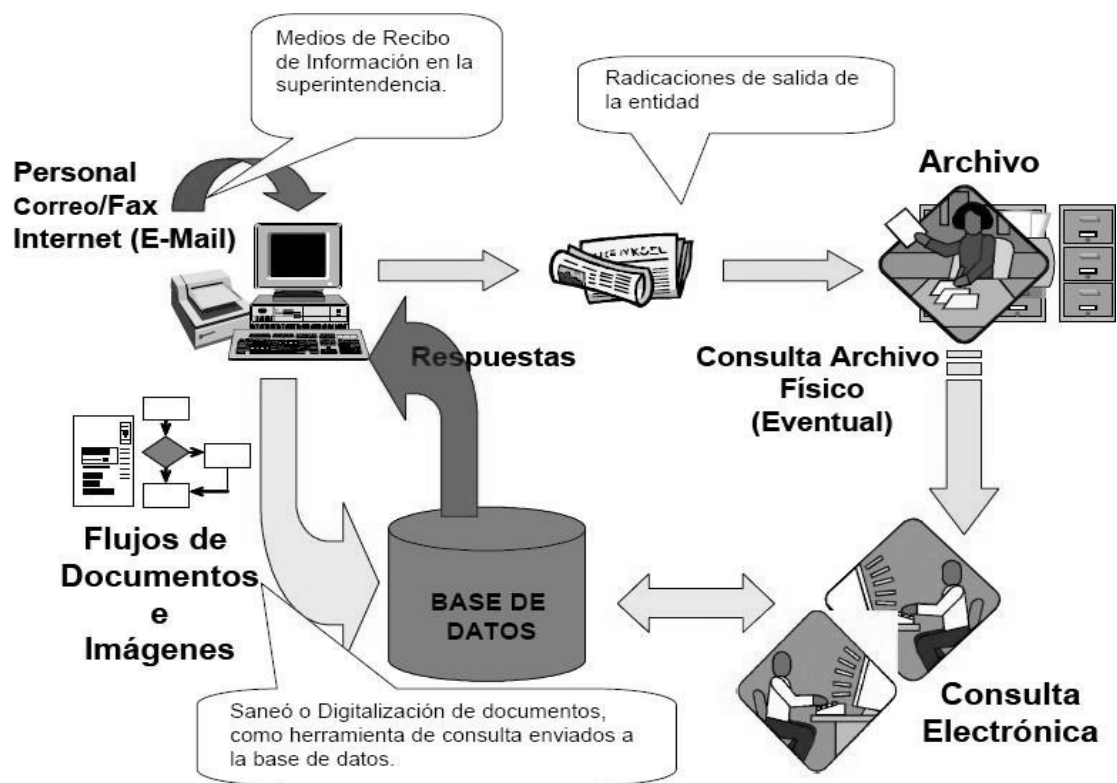 Medios de Recibo
de Información en la
superintendencia.
Radicaciones de salida de
la entidad
Personal
Correo/Fax
Internet (E-Mail)
Archivo
Respuestas
Consulta Archivo
Físico
(Eventual)
Flujos de
Documentos
e
Imágenes
BASE DE
DATOS
Consulta
Electrónica
Saneó o Digitalización de documentos,
como herramienta de consulta enviados a
la base de datos.